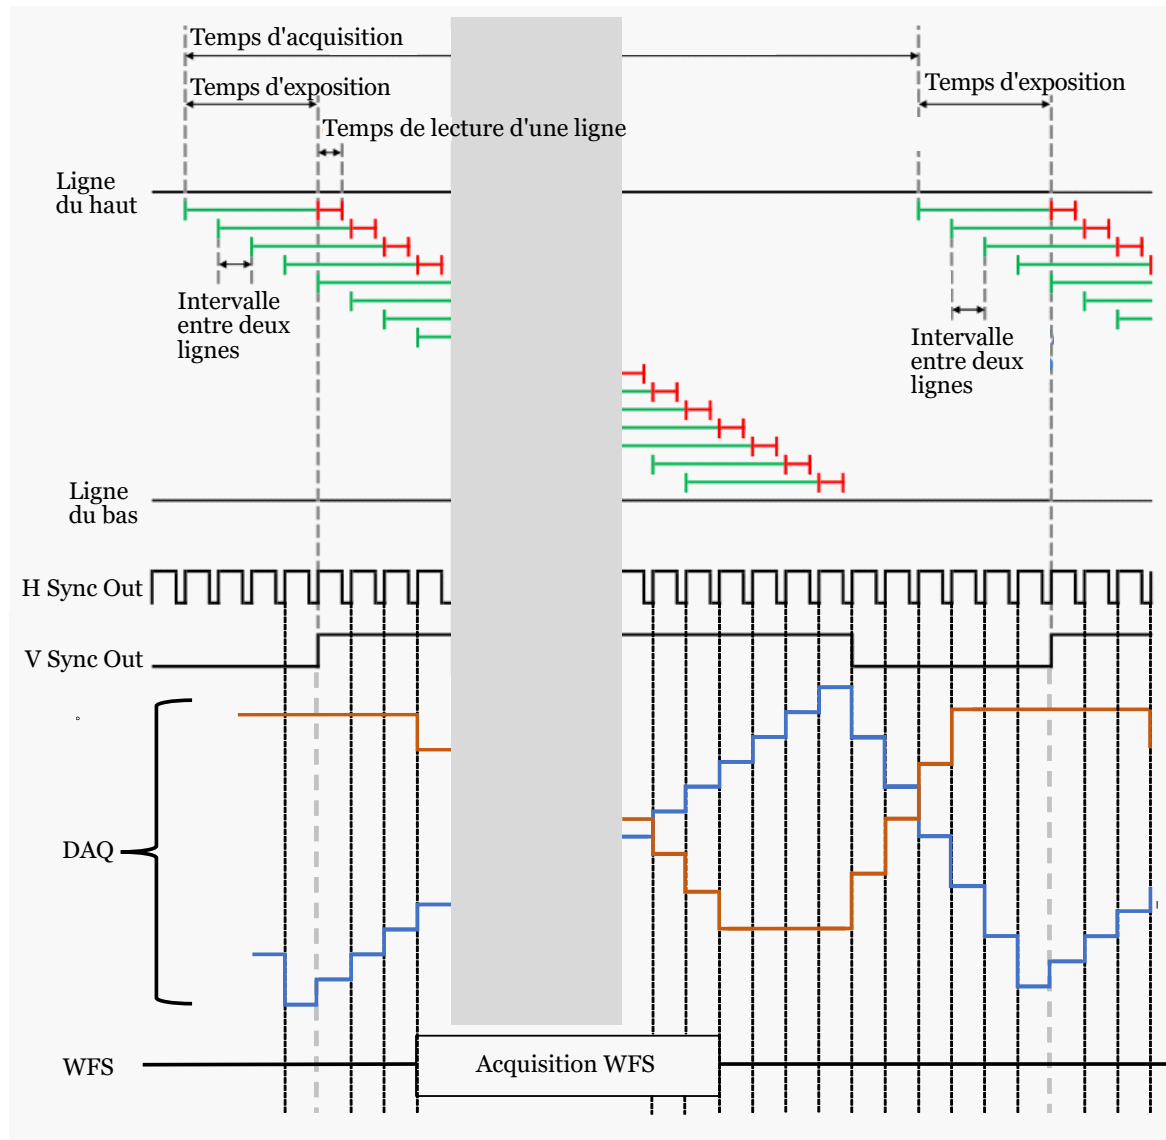 Temps d'acquisition
Temps d'exposition
Temps d'exposition
Temps de lecture d'une ligne
Ligne
du haut
Intervalle
entre deux
lignes
Intervalle
entre deux
lignes
Ligne
du bas
H Sync Out
V Sync Out
DAQ
WFS
Acquisition WFS